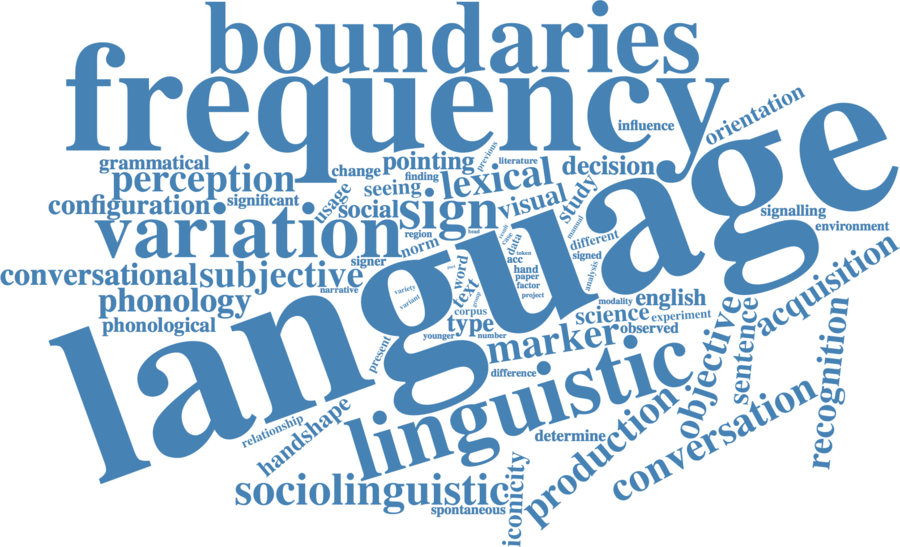 boundaries
frequency
influence
orientation
language
grammatical
perception
change
pointing
previous
literature
finding
decision
configuration
significant
usage
seeing
lexical
visual
study
social
sign
variation
region
norm
signer
manual
different
signed
signalling
environment
conversational
subjective
narrative
phonology
phonological
word
text
data
acc
token
hand
paper
factor
project
analysis
variety
variant
group
corpus
type
younger
number
modality
english
science
experiment
marker
observed
present
difference
linguistic
objective
sentence
acquisition
recognition
relationship
handshape
determine
production
conversation
sociolinguistic
spontaneous
iconicity